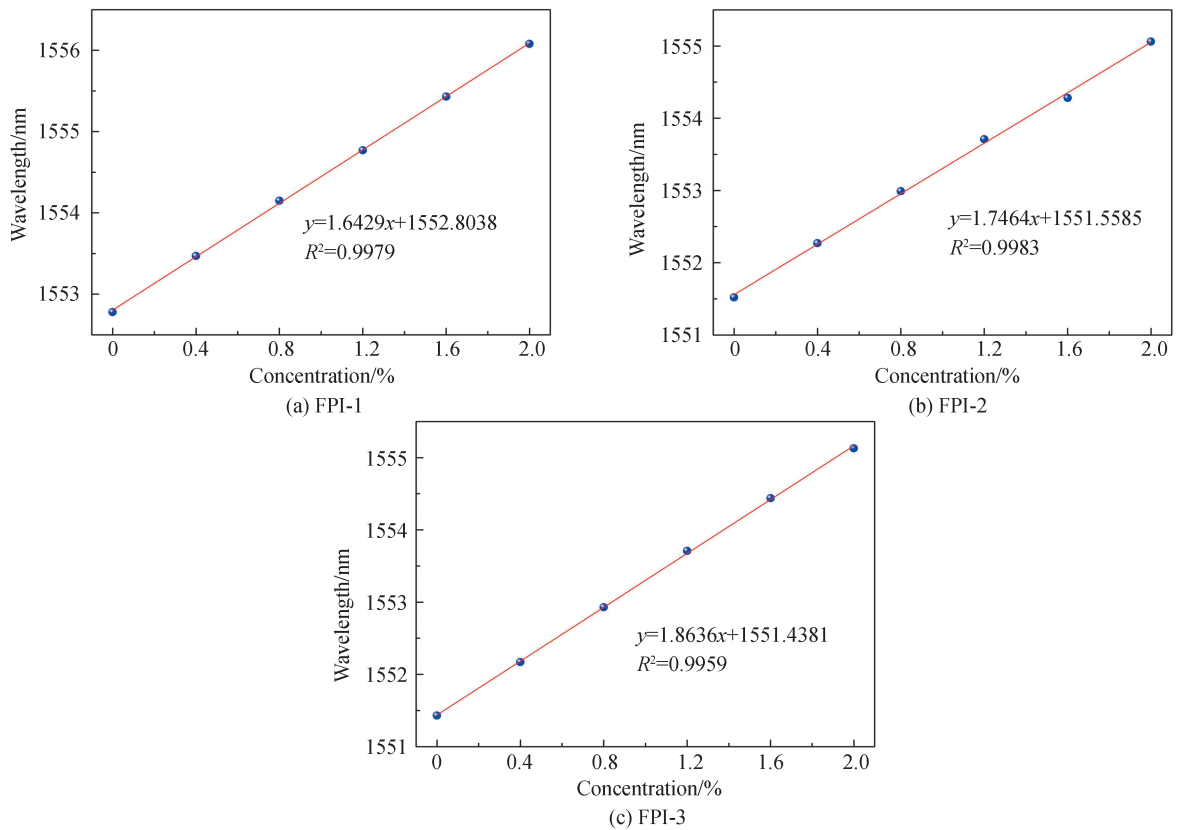 1556
1555
1554
1553
Wavelength/nm
y=1.6429x+1552.8038
R²=0.9979
0 0.4 0.8 1.2 1.6 2.0
Concentration/%
(a) FPI-1
1555
1554
1553
1552
1551
Wavelength/nm
y=1.7464x+1551.5585
R²=0.9983
0 0.4 0.8 1.2 1.6 2.0
Concentration/%
(b) FPI-2
1555
1554
1553
1552
1551
Wavelength/nm
y=1.8636x+1551.4381
R²=0.9959
0 0.4 0.8 1.2 1.6 2.0
Concentration/%
(c) FPI-3